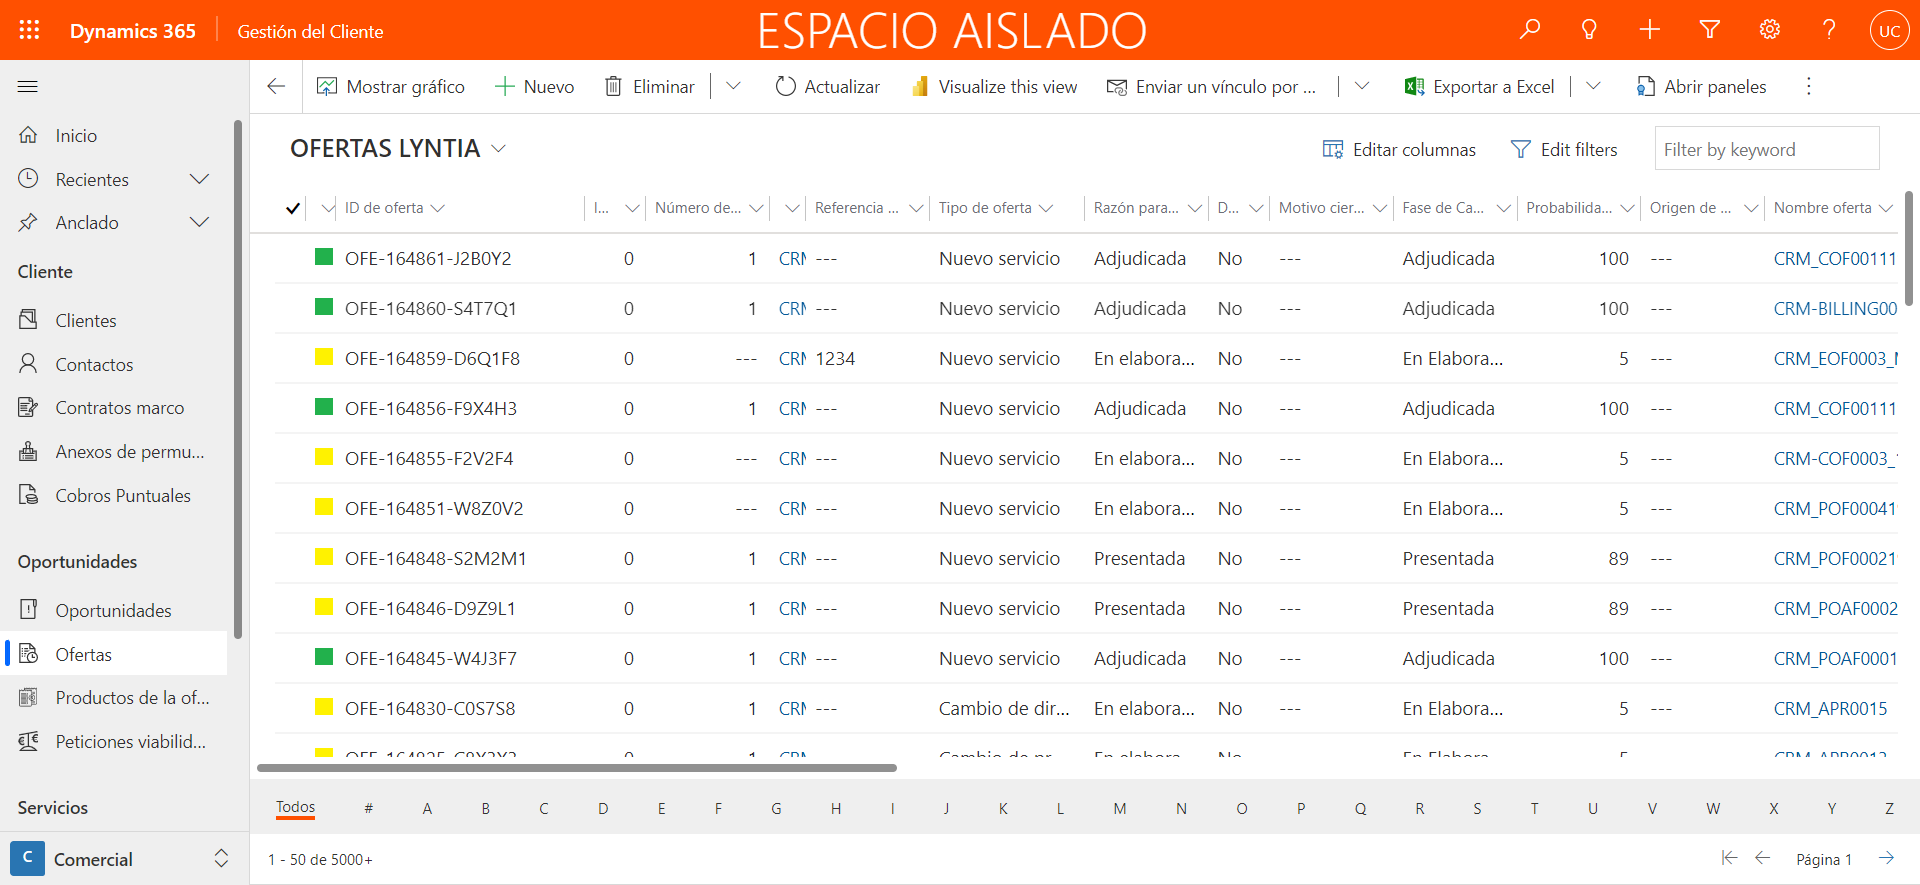 Dynamics 365 Gestión del Cliente ESPACIO AISLADO UC
Mostrar gráfico Nuevo Eliminar Actualizar Visualize this view Enviar un vínculo por ... Exportar a Excel Abrir paneles
Inicio
Recientes
Anclado
Cliente
Clientes
Contactos
Contratos marco
Anexos de permu...
Cobros Puntuales
Oportunidades
Oportunidades
Ofertas
Productos de la of...
Peticiones viabilid...
Servicios
C Comercial
OFERTAS LYNTIA Editar columnas Edit filters Filter by keyword
ID de oferta I... Número de... Referencia ... Tipo de oferta Razón para... D... Motivo cier... Fase de Ca... Probabilida... Origen de ... Nombre oferta
OFE-164861-J2B0Y2 0 1 CRM --- Nuevo servicio Adjudicada No --- Adjudicada 100 --- CRM_COF00111
OFE-164860-S4T7Q1 0 1 CRM --- Nuevo servicio Adjudicada No --- Adjudicada 100 --- CRM-BILLING00
OFE-164859-D6Q1F8 0 --- CRM 1234 Nuevo servicio En elabora... No --- En Elabora... 5 --- CRM_EOF0003_
OFE-164856-F9X4H3 0 1 CRM --- Nuevo servicio Adjudicada No --- Adjudicada 100 --- CRM_COF00111
OFE-164855-F2V2F4 0 --- CRM --- Nuevo servicio En elabora... No --- En Elabora... 5 --- CRM-COF0003_
OFE-164851-W8Z0V2 0 --- CRM --- Nuevo servicio En elabora... No --- En Elabora... 5 --- CRM_POF00041
OFE-164848-S2M2M1 0 1 CRM --- Nuevo servicio Presentada No --- Presentada 89 --- CRM_POF00021
OFE-164846-D9Z9L1 0 1 CRM --- Nuevo servicio Presentada No --- Presentada 89 --- CRM_POAF0002
OFE-164845-W4J3F7 0 1 CRM --- Nuevo servicio Adjudicada No --- Adjudicada 100 --- CRM_POAF0001
OFE-164830-C0S7S8 0 1 CRM --- Cambio de dir... En elabora... No --- En Elabora... 5 --- CRM_APR0015
Todos # A B C D E F G H I J K L M N O P Q R S T U V W X Y Z
1 - 50 de 5000+ Página 1